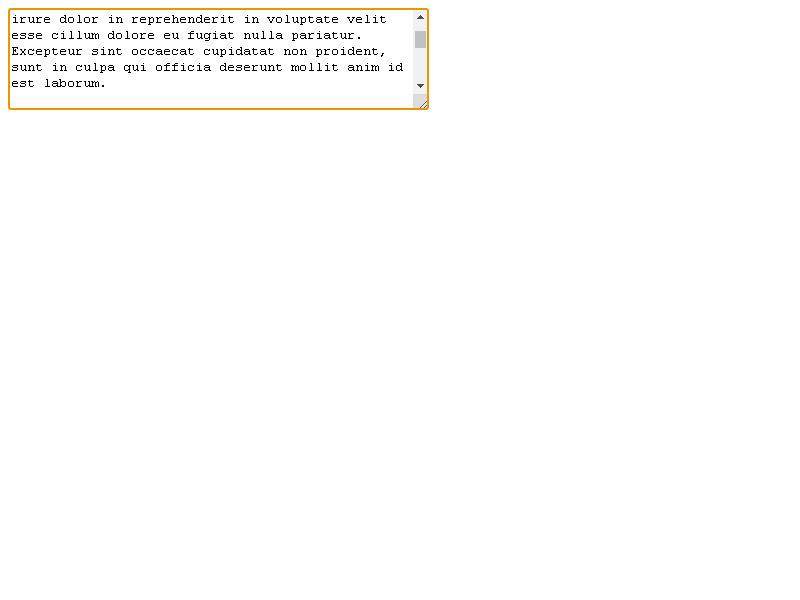 irure dolor in reprehenderit in voluptate velit
esse cillum dolore eu fugiat nulla pariatur.
Excepteur sint occaecat cupidatat non proident,
sunt in culpa qui officia deserunt mollit anim id
est laborum.